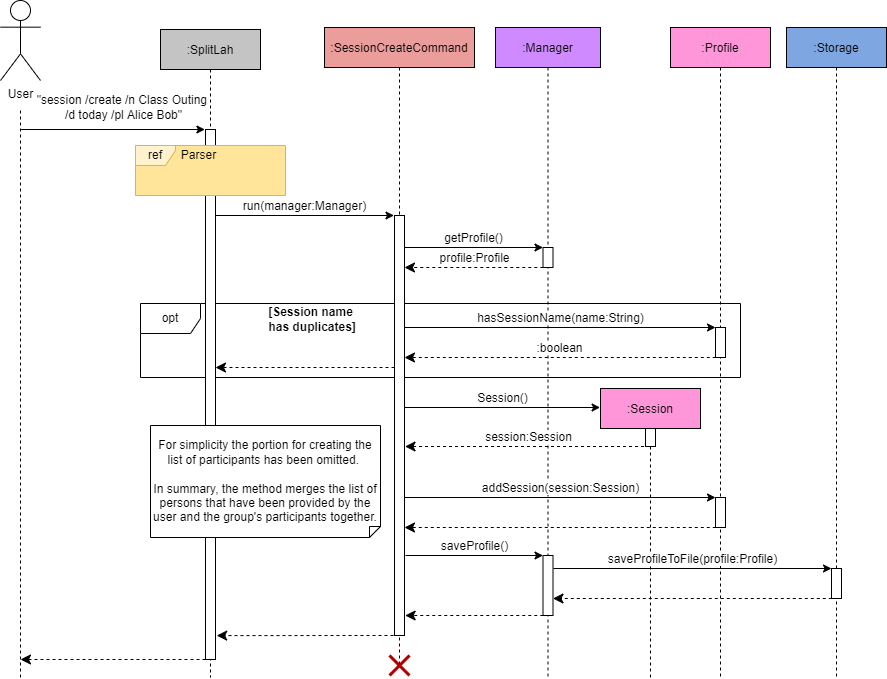 :SplitLah
:SessionCreateCommand
:Manager
:Profile
:Storage
User
"session /create /n Class Outing
/d today /pl Alice Bob"
ref
Parser
run(manager:Manager)
getProfile()
profile:Profile
opt
[Session name
has duplicates]
hasSessionName(name:String)
:boolean
Session()
:Session
session:Session
For simplicity the portion for creating the
list of participants has been omitted.
In summary, the method merges the list of
persons that have been provided by the
user and the group's participants together.
addSession(session:Session)
saveProfile()
saveProfileToFile(profile:Profile)